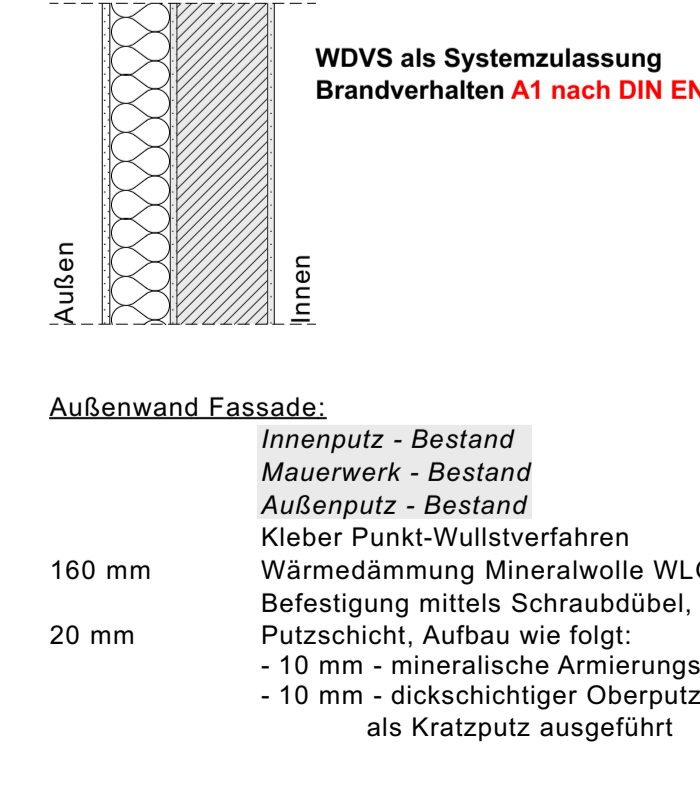 WDVS als Systemzulassung
Brandverhalten A1 nach DIN EN
Außen
Innen
Außenwand Fassade:
Innenputz - Bestand
Mauerwerk - Bestand
Außenputz - Bestand
Kleber Punkt-Wullstverfahren
160 mm Wärmedämmung Mineralwolle
Befestigung mittels Schraubdübel,
20 mm Putzschicht, Aufbau wie folgt:
- 10 mm - mineralische
- 10 mm - dickschichtiger Oberputz
als Kratzputz ausgeführt